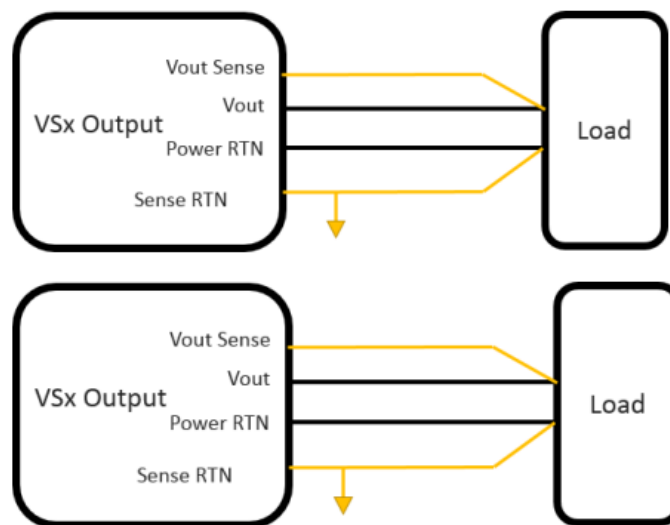 Vout Sense
Vout
VSx Output
Power RTN
Load
Sense RTN
Vout Sense
Vout
VSx Output
Power RTN
Load
Sense RTN